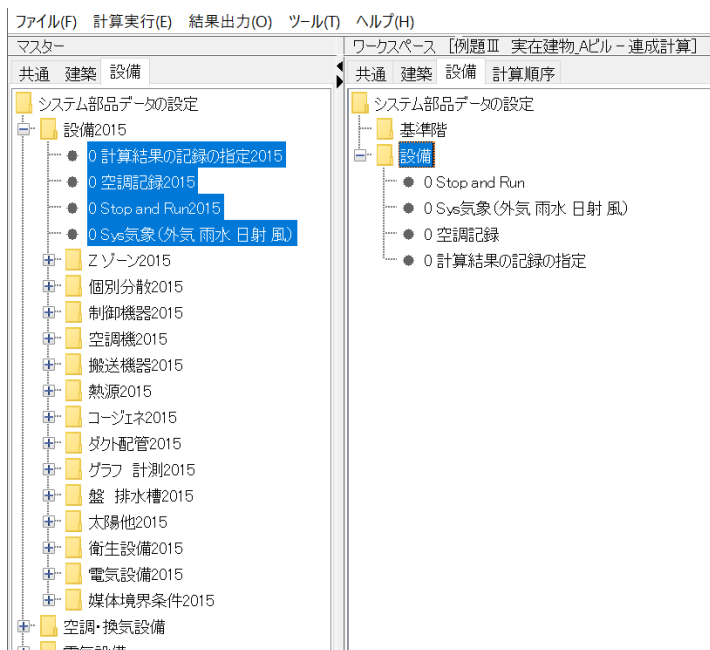 ファイル(F) 計算実行(E) 結果出力(O) ツール(T) ヘルプ(H)
マスター
共通 建築 設備
システム部品データの設定
設備2015
0 計算結果の記録の指定2015
0 空調記録2015
0 Stop and Run2015
0 Sys気象(外気 雨水 日射 風)
Z ゾーン2015
個別分散2015
制御機器2015
空調機2015
搬送機器2015
熱源2015
コージェネ2015
ダクト配管2015
グラフ 計測2015
盤 排水槽2015
太陽他2015
衛生設備2015
電気設備2015
媒体境界条件2015
空調・換気設備
電気設備
ワークスペース [例題Ⅲ 実在建物_Aビル - 連成計算]
共通 建築 設備 計算順序
システム部品データの設定
基準階
設備
0 Stop and Run
0 Sys気象(外気 雨水 日射 風)
0 空調記録
0 計算結果の記録の指定